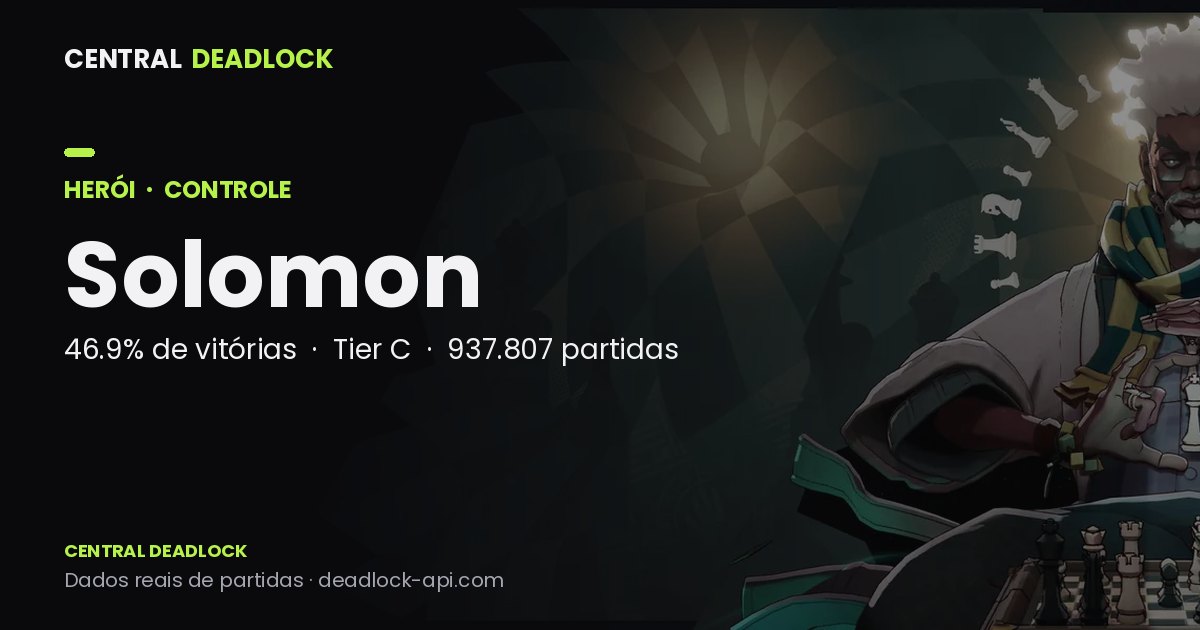 CENTRAL DEADLOCK
HERÓI · CONTROLE
Solomon
46.9% de vitórias · Tier C · 937.807 partidas
CENTRAL DEADLOCK
Dados reais de partidas · deadlock-api.com